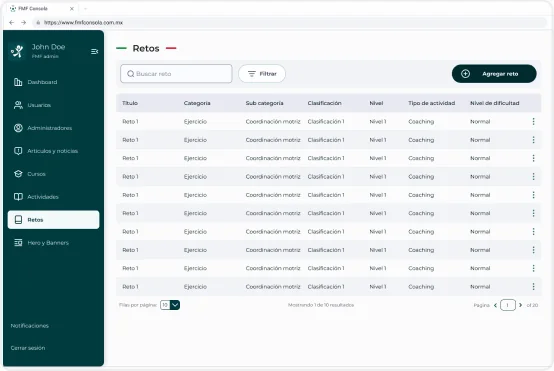 FMF Consola
https://www.fmfconsola.com.mx
John Doe
FMF admin
Dashboard
Usuarios
Administradores
Artículos y noticias
Cursos
Actividades
Retos
Hero y Banners
Notificaciones
Cerrar sesión
Retos
Buscar reto
Filtrar
Agregar reto
Título Categoría Sub categoría Clasificación Nivel Tipo de actividad Nivel de dificultad
Reto 1 Ejercicio Coordinación motriz Clasificación 1 Nivel 1 Coaching Normal
Reto 1 Ejercicio Coordinación motriz Clasificación 1 Nivel 1 Coaching Normal
Reto 1 Ejercicio Coordinación motriz Clasificación 1 Nivel 1 Coaching Normal
Reto 1 Ejercicio Coordinación motriz Clasificación 1 Nivel 1 Coaching Normal
Reto 1 Ejercicio Coordinación motriz Clasificación 1 Nivel 1 Coaching Normal
Reto 1 Ejercicio Coordinación motriz Clasificación 1 Nivel 1 Coaching Normal
Reto 1 Ejercicio Coordinación motriz Clasificación 1 Nivel 1 Coaching Normal
Reto 1 Ejercicio Coordinación motriz Clasificación 1 Nivel 1 Coaching Normal
Reto 1 Ejercicio Coordinación motriz Clasificación 1 Nivel 1 Coaching Normal
Reto 1 Ejercicio Coordinación motriz Clasificación 1 Nivel 1 Coaching Normal
Filas por página: 10 Mostrando 1 de 10 resultados Página 1 of 20